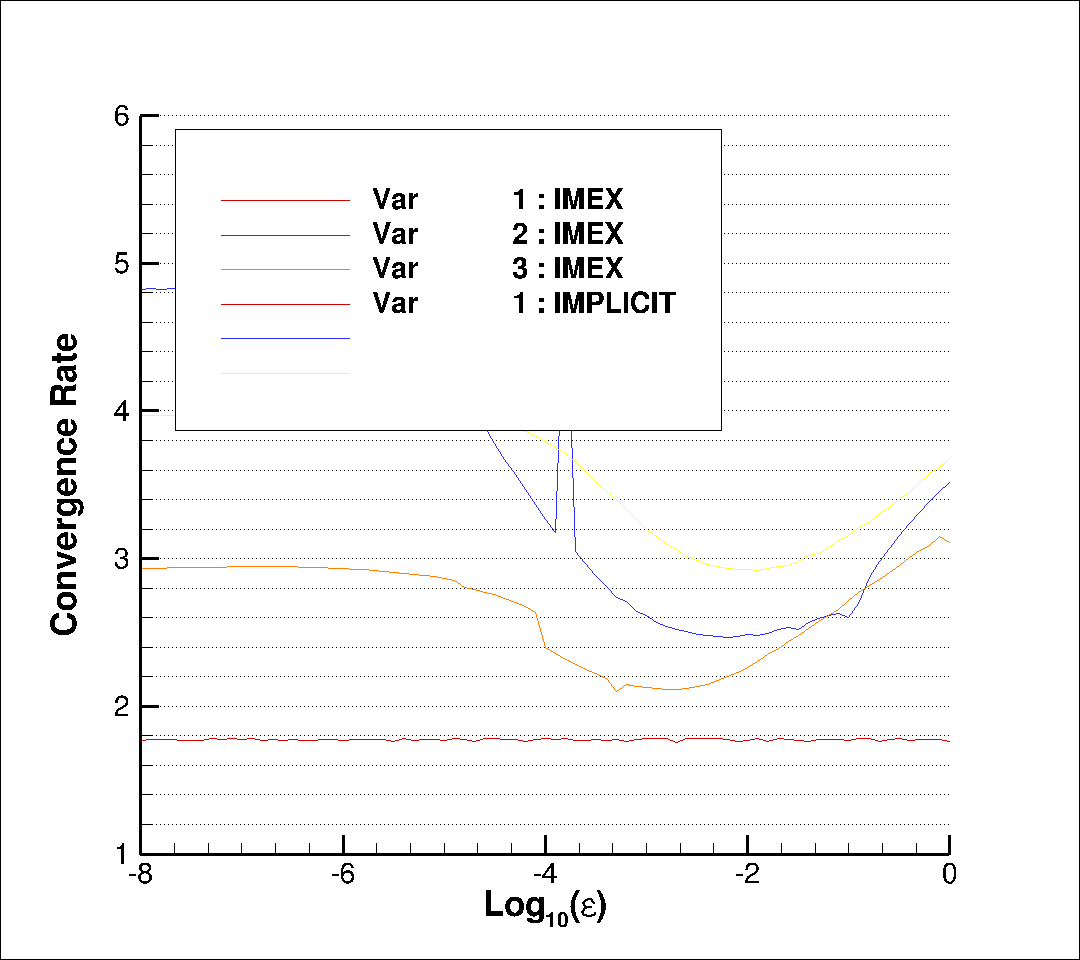 6
5
4
3
2
1
Convergence Rate
Var 1 : IMEX
Var 2 : IMEX
Var 3 : IMEX
Var 1 : IMPLICIT
-8 -6 -4 -2 0
Log₁₀(ε)